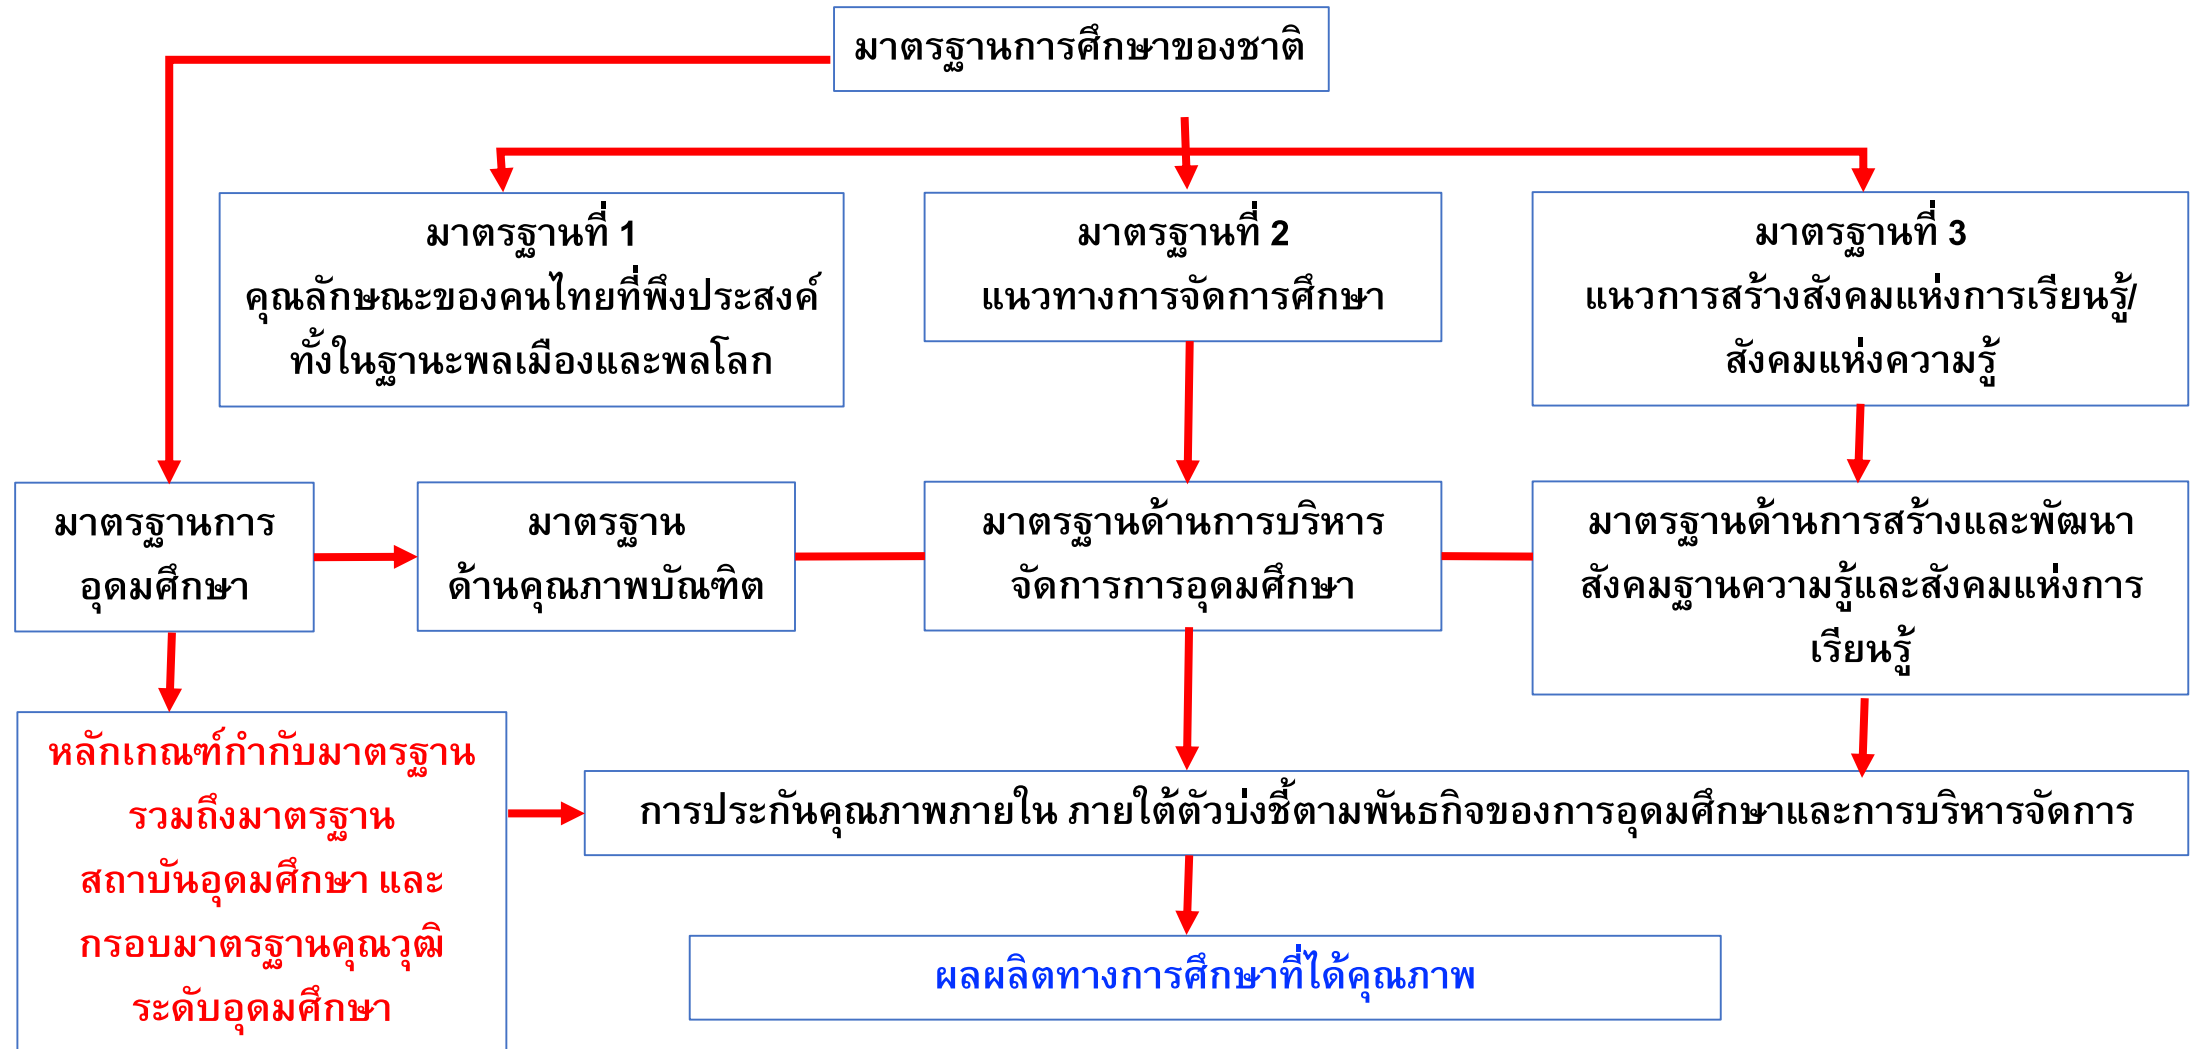 มาตรฐานการศึกษาของชาติ
มาตรฐานที่ 1
คุณลักษณะของคนไทยที่พึงประสงค์
ทั้งในฐานะพลเมืองและพลโลก
มาตรฐานที่ 2
แนวทางการจัดการศึกษา
มาตรฐานที่ 3
แนวการสร้างสังคมแห่งการเรียนรู้/
สังคมแห่งความรู้
มาตรฐานการ
อุดมศึกษา
มาตรฐาน
ด้านคุณภาพบัณฑิต
มาตรฐานด้านการบริหาร
จัดการการอุดมศึกษา
มาตรฐานด้านการสร้างและพัฒนา
สังคมฐานความรู้และสังคมแห่งการ
เรียนรู้
หลักเกณฑ์กำกับมาตรฐาน
รวมถึงมาตรฐาน
สถาบันอุดมศึกษา และ
กรอบมาตรฐานคุณวุฒิ
ระดับอุดมศึกษา
การประกันคุณภาพภายใน ภายใต้ตัวบ่งชี้ตามพันธกิจของการอุดมศึกษาและการบริหารจัดการ
ผลผลิตทางการศึกษาที่ได้คุณภาพ